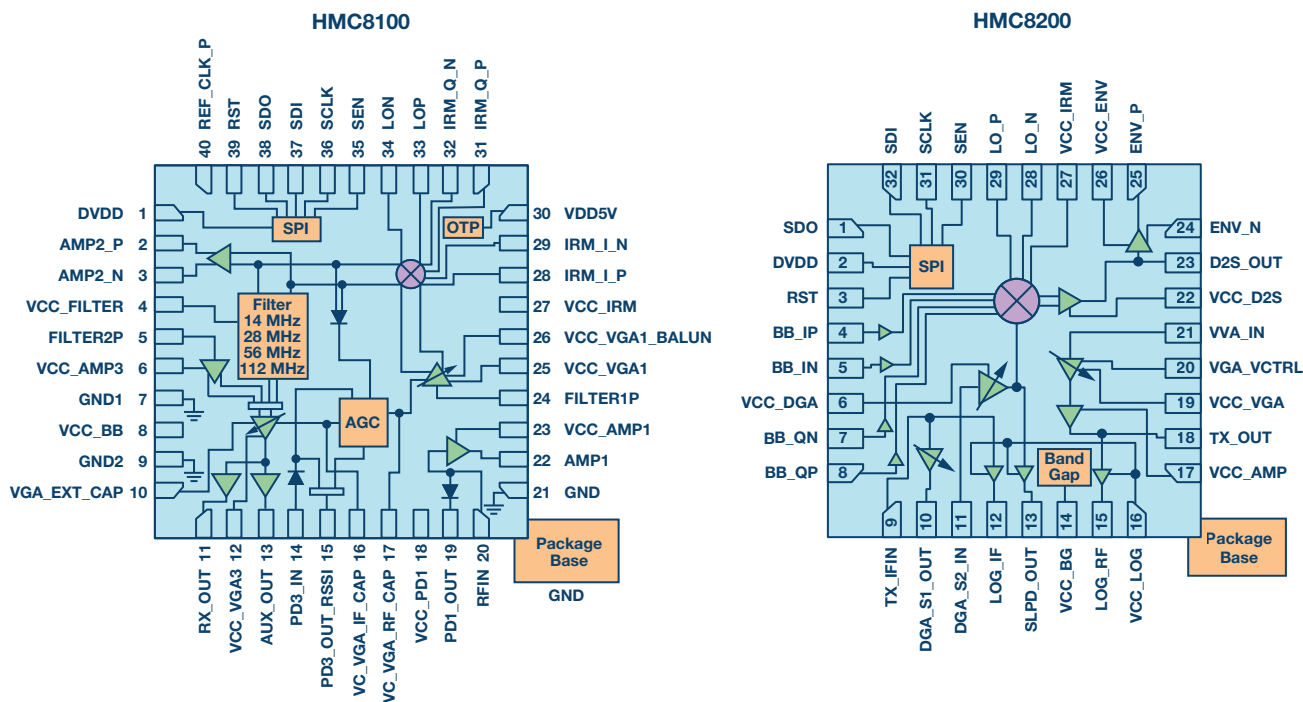 HMC8100
REF_CLK_P
RST
SDO
SDI
SCLK
SEN
LON
LOP
IRM_Q_N
IRM_Q_P
40
39
38
37
36
35
34
33
32
31
DVDD 1
AMP2_P 2
AMP2_N 3
VCC_FILTER 4
FILTER2P 5
VCC_AMP3 6
GND1 7
VCC_BB 8
GND2 9
VGA_EXT_CAP 10
SPI
OTP
Filter
14 MHz
28 MHz
56 MHz
112 MHz
AGC
30 VDD5V
29 IRM_I_N
28 IRM_I_P
27 VCC_IRM
26 VCC_VGA1_BALUN
25 VCC_VGA1
24 FILTER1P
23 VCC_AMP1
22 AMP1
21 GND
RX_OUT 11
VCC_VGA3 12
AUX_OUT 13
PD3_IN 14
PD3_OUT_RSSI 15
VC_VGA_IF_CAP 16
VC_VGA_RF_CAP 17
VCC_PD1 18
PD1_OUT 19
RFIN 20
Package
Base
GND
HMC8200
SDI
SCLK
SEN
LO_P
LO_N
VCC_IRM
VCC_ENV
ENV_P
32
31
30
29
28
27
26
25
SDO 1
DVDD 2
RST 3
BB_IP 4
BB_IN 5
VCC_DGA 6
BB_QN 7
BB_QP 8
SPI
Band
Gap
24 ENV_N
23 D2S_OUT
22 VCC_D2S
21 VVA_IN
20 VGA_VCTRL
19 VCC_VGA
18 TX_OUT
17 VCC_AMP
9
10
11
12
13
14
15
16
TX_IFIN
DGA_S1_OUT
DGA_S2_IN
LOG_IF
SLPD_OUT
VCC_BG
LOG_RF
VCC_LOG
Package
Base